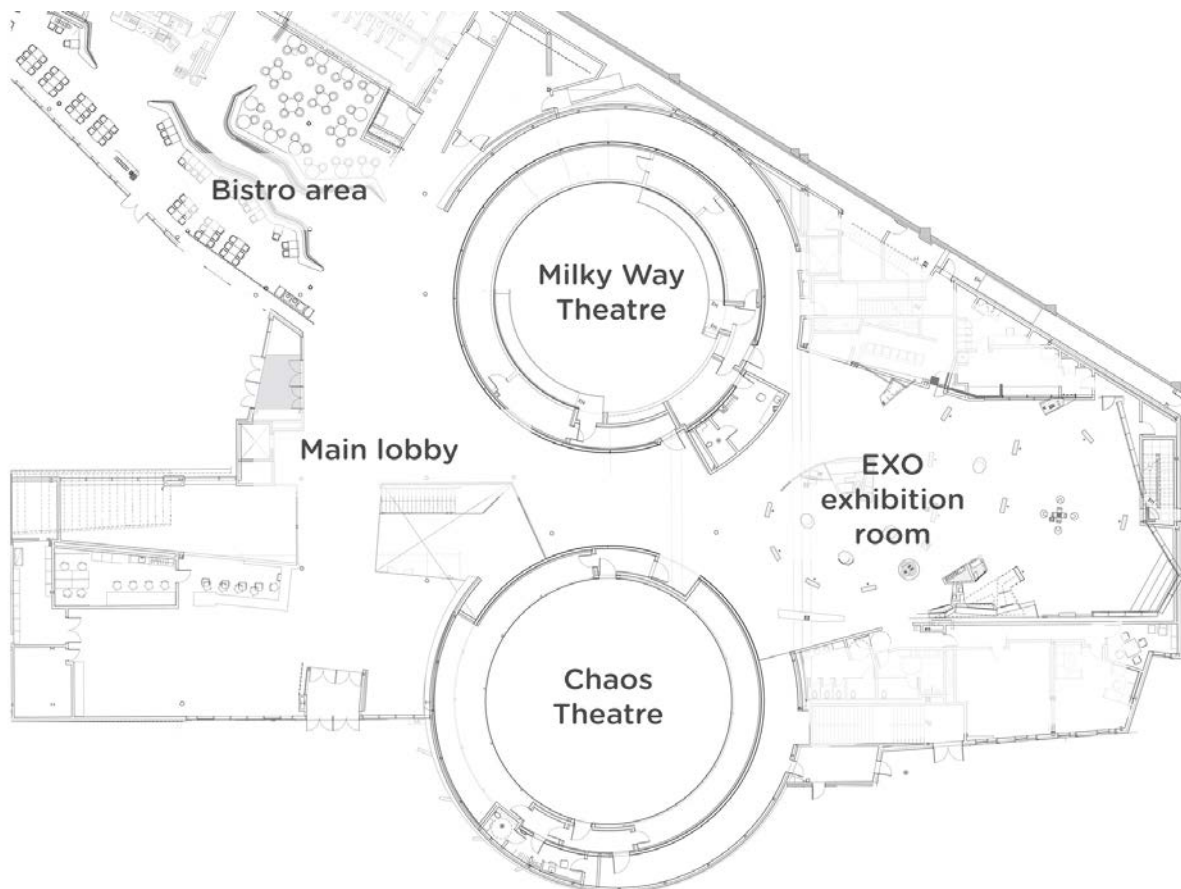 Bistro area
Milky Way
Theatre
Main lobby
EXO
exhibition
room
Chaos
Theatre